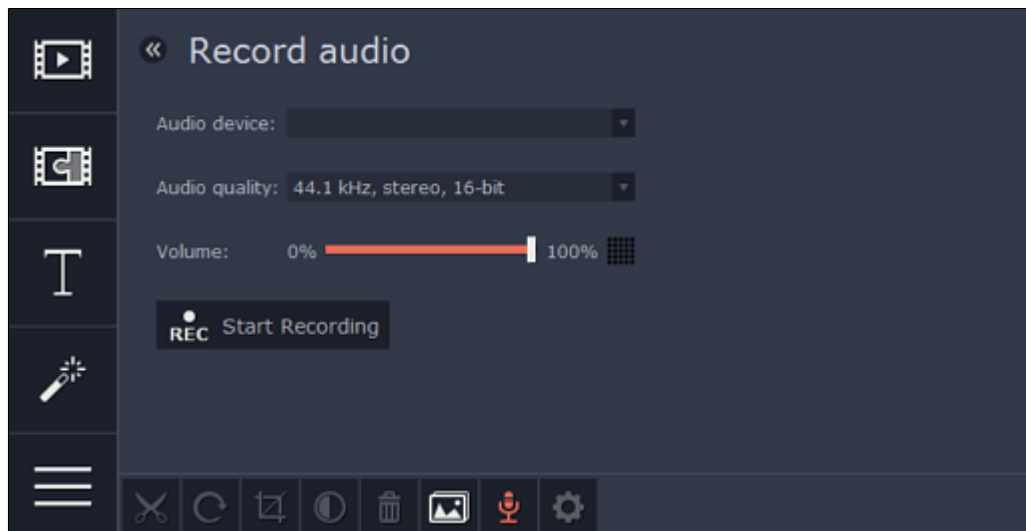 Record audio
Audio device:
Audio quality: 44.1 kHz, stereo, 16-bit
Volume: 0% 100%
REC Start Recording